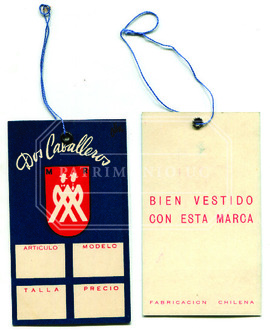 Dos Caballeros
M T
ARTICULO MODELO
TALLA PRECIO
BIEN VESTIDO
CON ESTA MARCA
FABRICACION CHILENA